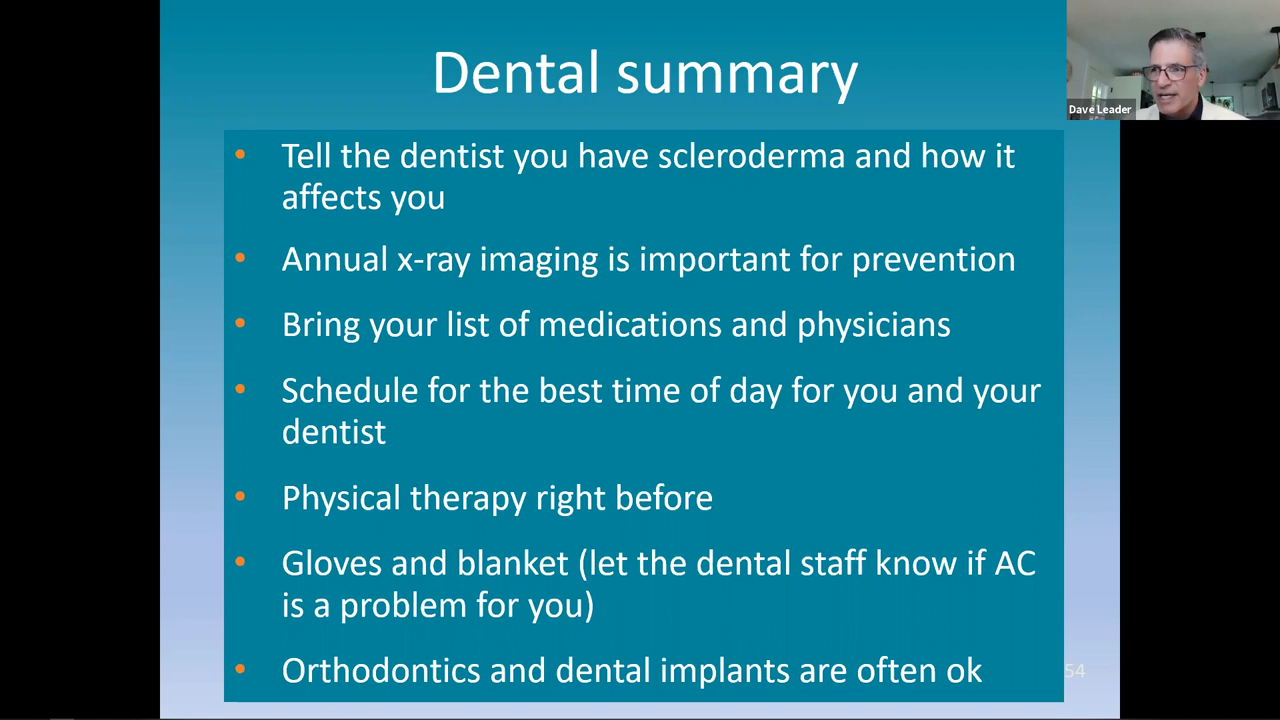 Dental summary
Dave Leader
• Tell the dentist you have scleroderma and how it
affects you
• Annual x-ray imaging is important for prevention
• Bring your list of medications and physicians
• Schedule for the best time of day for you and your
dentist
• Physical therapy right before
• Gloves and blanket (let the dental staff know if AC
is a problem for you)
• Orthodontics and dental implants are often ok
54